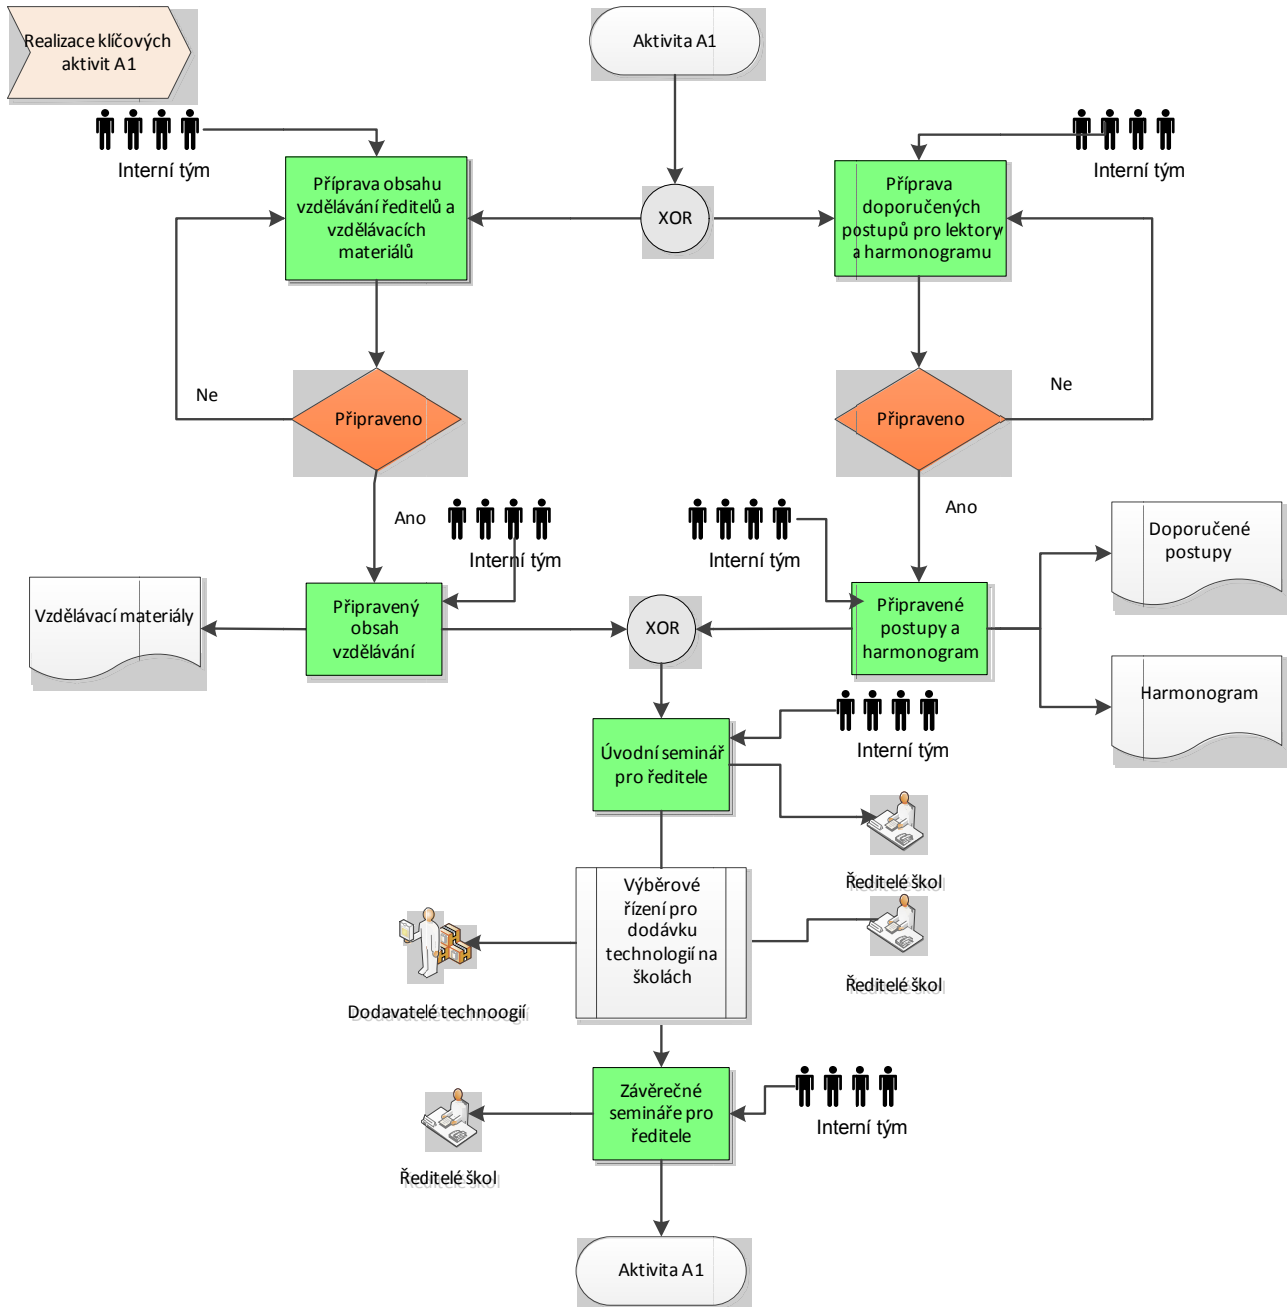 Realizace klíčových
aktivit A1
Aktivita A1
Interní tým
Interní tým
Příprava obsahu
vzdělávání ředitelů a
vzdělávacích
materiálů
XOR
Příprava
doporučených
postupů pro lektory
a harmonogramu
Ne
Připraveno
Připraveno
Ne
Ano
Interní tým
Interní tým
Ano
Doporučené
postupy
Vzdělávací materiály
Připravený
obsah
vzdělávání
XOR
Připravené
postupy a
harmonogram
Harmonogram
Úvodní seminář
pro ředitele
Interní tým
Ředitelé škol
Výběrové
řízení pro
dodávku
technologií na
školách
Ředitelé škol
Dodavatelé technoogií
Závěrečné
semináře pro
ředitele
Interní tým
Ředitelé škol
Aktivita A1